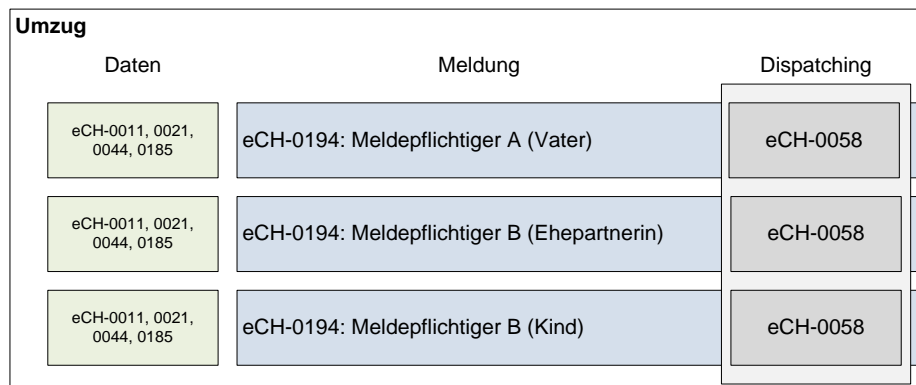 Umzug
Daten
Meldung
Dispatching
eCH-0011, 0021,
0044, 0185
eCH-0194: Meldepflichtiger A (Vater)
eCH-0058
eCH-0011, 0021,
0044, 0185
eCH-0194: Meldepflichtiger B (Ehepartnerin)
eCH-0058
eCH-0011, 0021,
0044, 0185
eCH-0194: Meldepflichtiger B (Kind)
eCH-0058